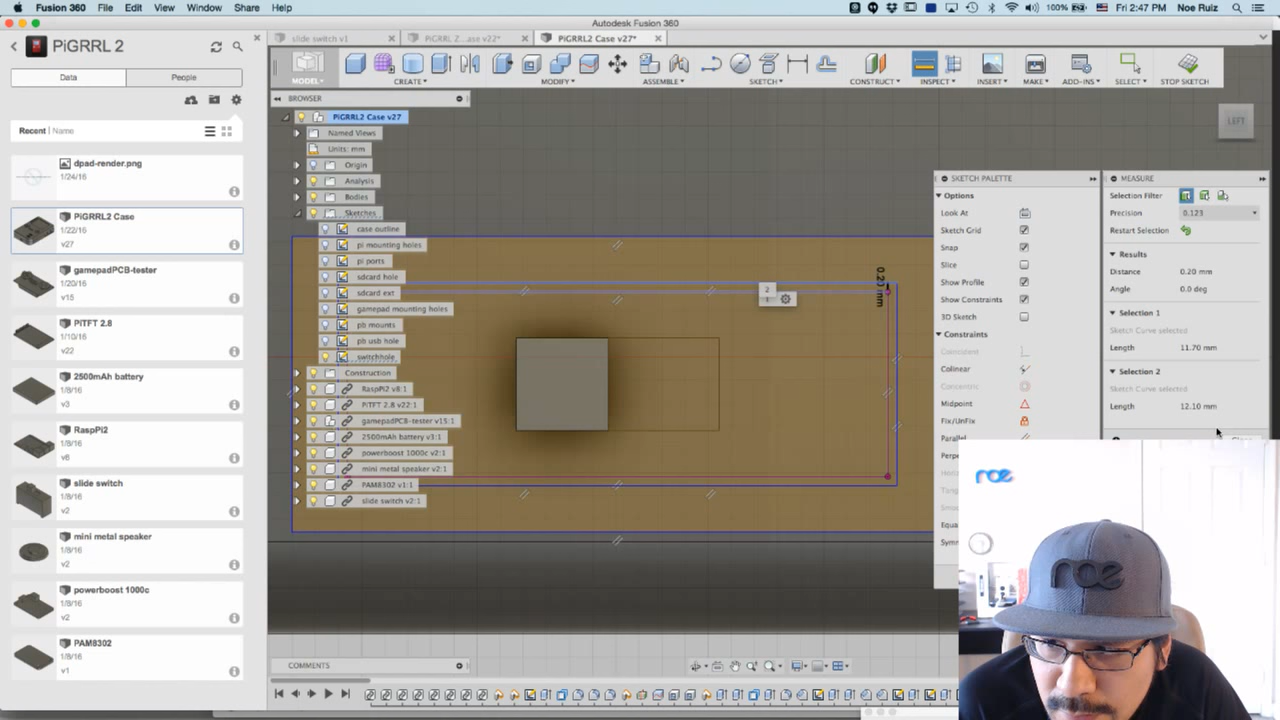 Fusion 360 File Edit View Window Share Help
100% Fri 2:47 PM Noe Ruiz
Autodesk Fusion 360
PiGRRL 2
slide switch v1
PiGRRL Z...ase v22*
PiGRRL2 Case v27*
Data People
MODEL
CREATE
MODIFY
ASSEMBLE
SKETCH
CONSTRUCT
INSPECT
INSERT
MAKE
ADD-INS
SELECT
STOP SKETCH
Recent | Name
dpad-render.png
1/24/16
PiGRRL2 Case
1/22/16
v27
gamepadPCB-tester
1/20/16
v15
PiTFT 2.8
1/10/16
v22
2500mAh battery
1/8/16
v3
RaspPi2
1/8/16
v6
slide switch
1/8/16
v2
mini metal speaker
1/8/16
v2
powerboost 1000c
1/8/16
v2
PAM8302
1/8/16
v1
BROWSER
PiGRRL2 Case v27
Named Views
Units: mm
Origin
Analysis
Bodies
Sketches
case outline
pi mounting holes
pi ports
sdcard hole
sdcard ext
gamepad mounting holes
pb mounts
pb usb hole
switchhole
Construction
RaspPi2 v8:1
PiTFT 2.8 v22:1
gamepadPCB-tester v15:1
2500mAh battery v3:1
powerboost 1000c v2:1
mini metal speaker v2:1
PAM8302 v1:1
slide switch v2:1
LEFT
0.20 mm
2
1
SKETCH PALETTE
Options
Look At
Sketch Grid
Snap
Slice
Show Profile
Show Constraints
3D Sketch
Constraints
Coincident
Colinear
Concentric
Midpoint
Fix/UnFix
Parallel
MEASURE
Selection Filter
Precision 0.123
Restart Selection
Results
Distance 0.20 mm
Angle 0.0 deg
Selection 1
Sketch Curve selected
Length 11.70 mm
Selection 2
Sketch Curve selected
Length 12.10 mm
noe
noe
COMMENTS